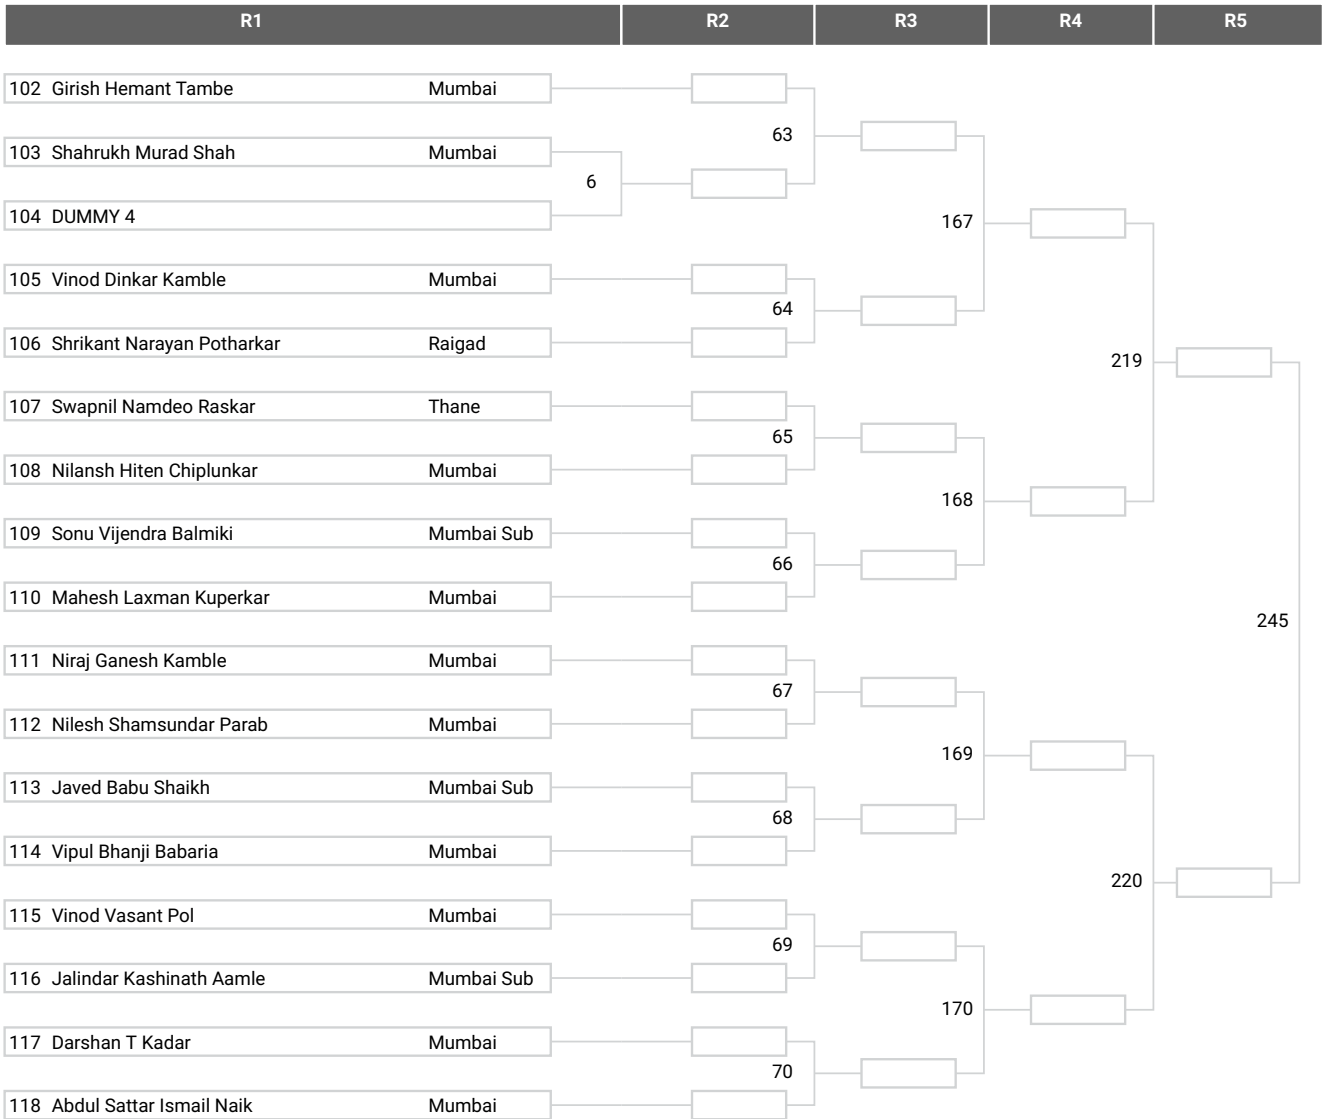 R1 R2 R3 R4 R5
102 Girish Hemant Tambe Mumbai
63
103 Shahrukh Murad Shah Mumbai
6
104 DUMMY 4
167
105 Vinod Dinkar Kamble Mumbai
64
106 Shrikant Narayan Potharkar Raigad
219
107 Swapnil Namdeo Raskar Thane
65
108 Nilansh Hiten Chiplunkar Mumbai
168
109 Sonu Vijendra Balmiki Mumbai Sub
66
110 Mahesh Laxman Kuperkar Mumbai
245
111 Niraj Ganesh Kamble Mumbai
67
112 Nilesh Shamsundar Parab Mumbai
169
113 Javed Babu Shaikh Mumbai Sub
68
114 Vipul Bhanji Babaria Mumbai
220
115 Vinod Vasant Pol Mumbai
69
116 Jalindar Kashinath Aamle Mumbai Sub
170
117 Darshan T Kadar Mumbai
70
118 Abdul Sattar Ismail Naik Mumbai